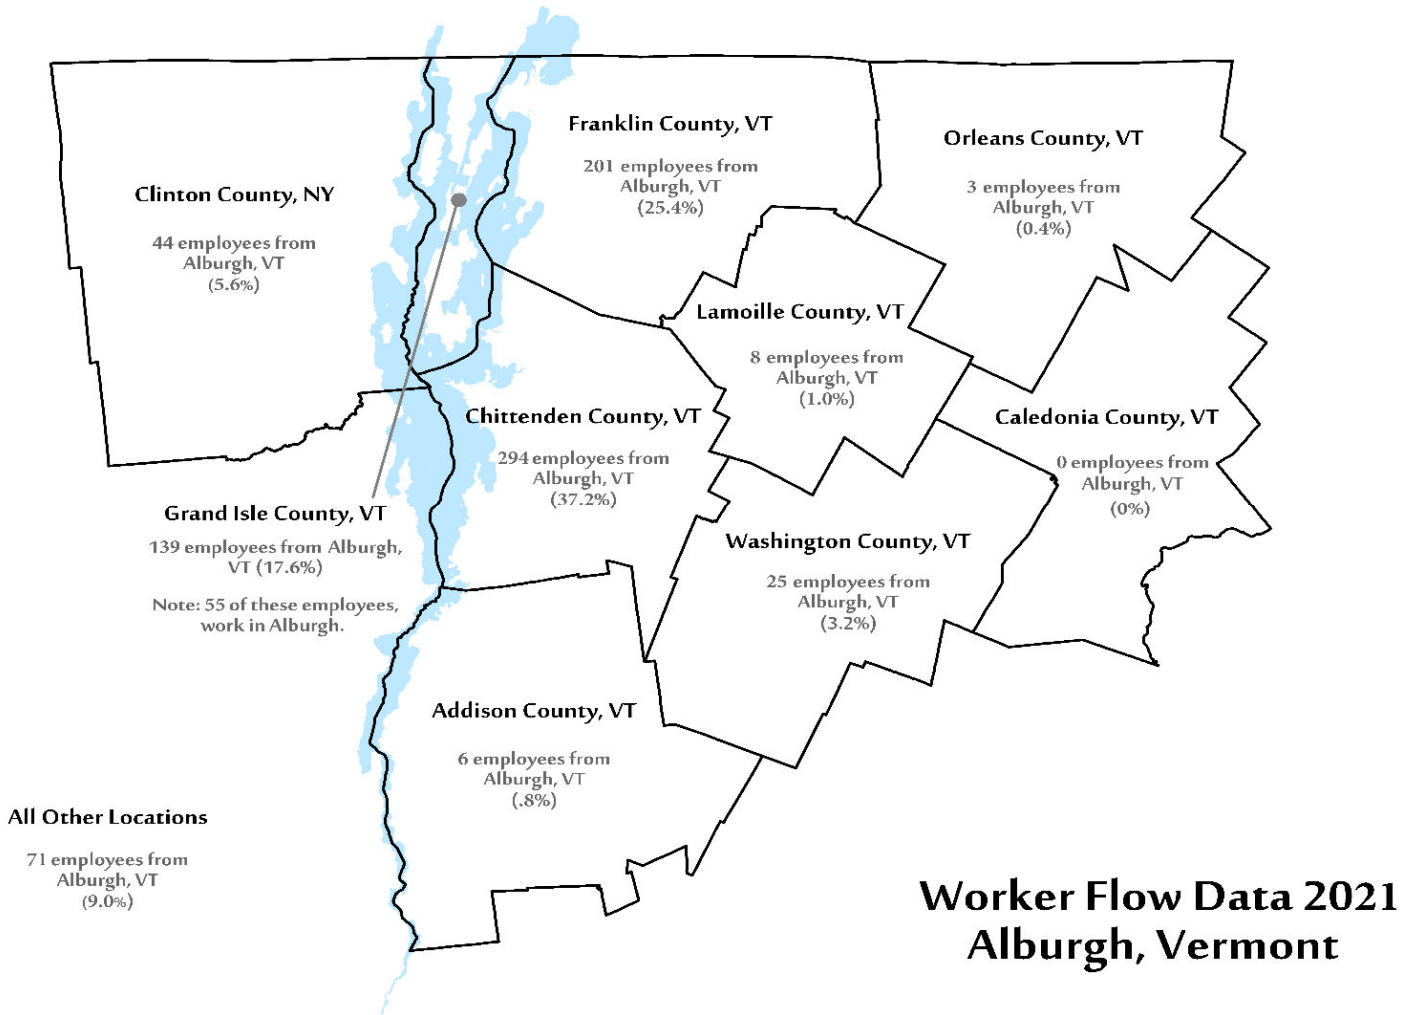 Franklin County, VT
201 employees from
Alburgh, VT
(25.4%)
Orleans County, VT
3 employees from
Alburgh, VT
(0.4%)
Clinton County, NY
44 employees from
Alburgh, VT
(5.6%)
Lamoille County, VT
8 employees from
Alburgh, VT
(1.0%)
Chittenden County, VT
294 employees from
Alburgh, VT
(37.2%)
Caledonia County, VT
0 employees from
Alburgh, VT
(0%)
Grand Isle County, VT
139 employees from Alburgh,
VT (17.6%)
Note: 55 of these employees,
work in Alburgh.
Washington County, VT
25 employees from
Alburgh, VT
(3.2%)
Addison County, VT
6 employees from
Alburgh, VT
(.8%)
All Other Locations
71 employees from
Alburgh, VT
(9.0%)
Worker Flow Data 2021
Alburgh, Vermont